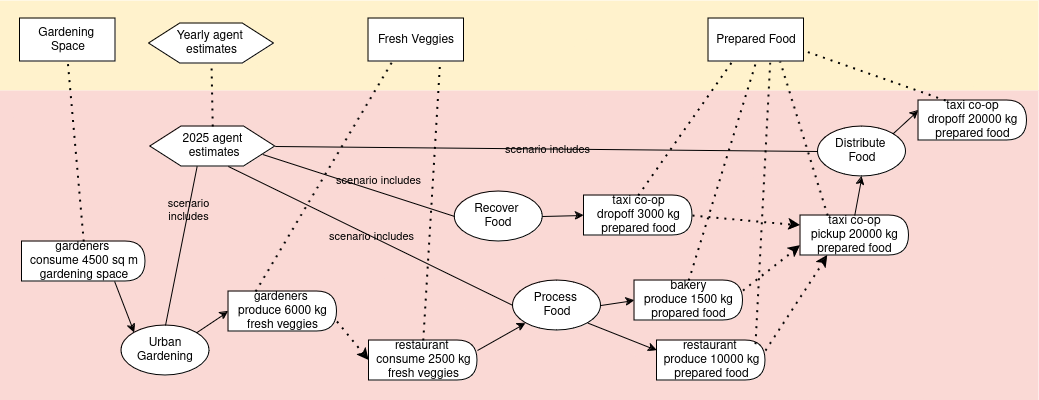 Gardening
Space
Yearly agent
estimates
Fresh Veggies
Prepared Food
taxi co-op
dropoff 20000 kg
prepared food
2025 agent
estimates
scenario includes
Distribute
Food
scenario includes
scenario
includes
Recover
Food
taxi co-op
dropoff 3000 kg
prepared food
taxi co-op
pickup 20000 kg
prepared food
scenario includes
gardeners
consume 4500 sq m
gardening space
gardeners
produce 6000 kg
fresh veggies
Process
Food
bakery
produce 1500 kg
prepared food
Urban
Gardening
restaurant
consume 2500 kg
fresh veggies
restaurant
produce 10000 kg
prepared food